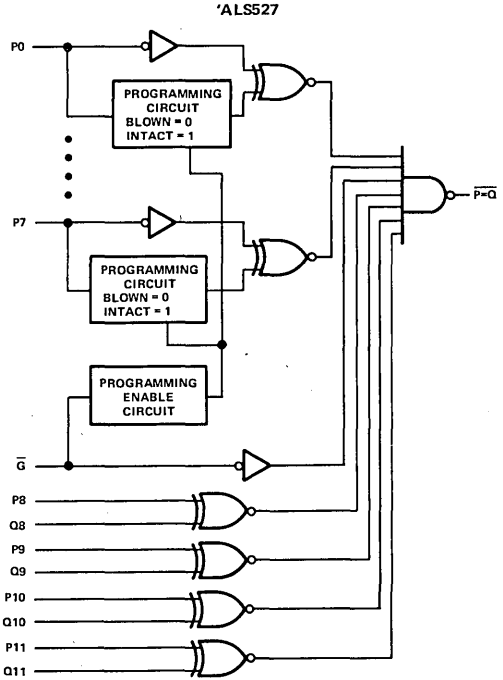 'ALS527
P0
PROGRAMMING
CIRCUIT
BLOWN = 0
INTACT = 1
P7
PROGRAMMING
CIRCUIT
BLOWN = 0
INTACT = 1
PROGRAMMING
ENABLE
CIRCUIT
G̅
P8
Q8
P9
Q9
P10
Q10
P11
Q11
P̅=̅Q̅